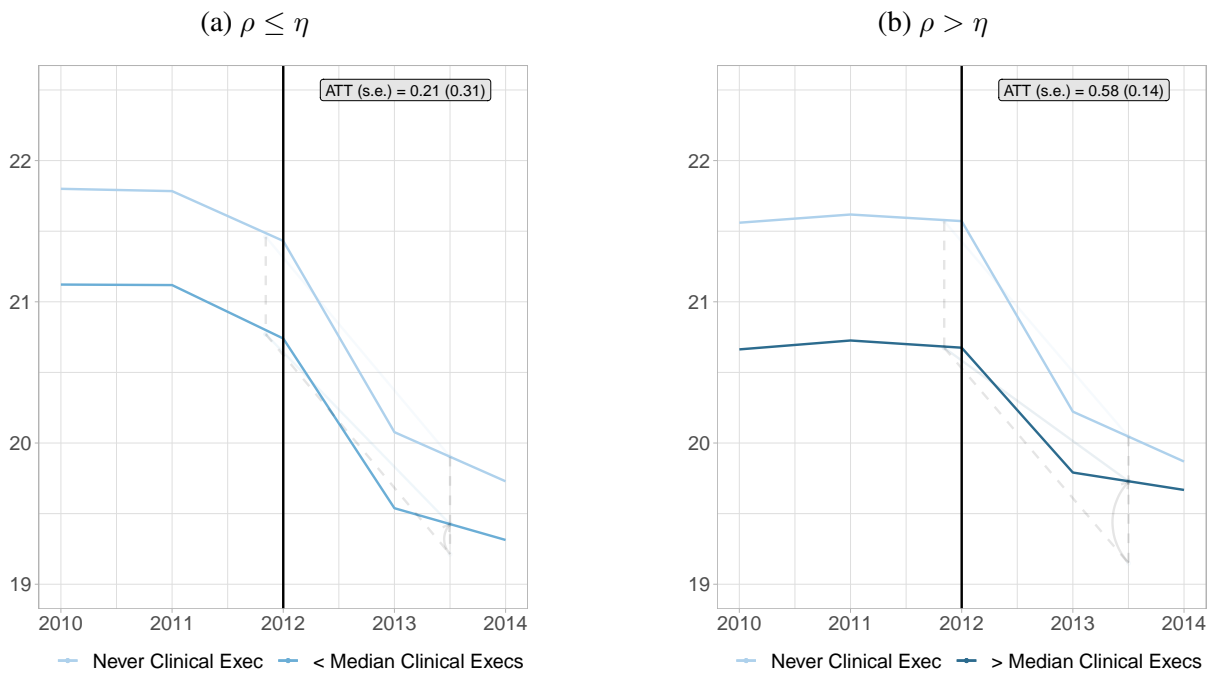 (a) ρ ≤ η
ATT (s.e.) = 0.21 (0.31)
22
21
20
19
2010 2011 2012 2013 2014
Never Clinical Exec < Median Clinical Execs
(b) ρ > η
ATT (s.e.) = 0.58 (0.14)
22
21
20
19
2010 2011 2012 2013 2014
Never Clinical Exec > Median Clinical Execs